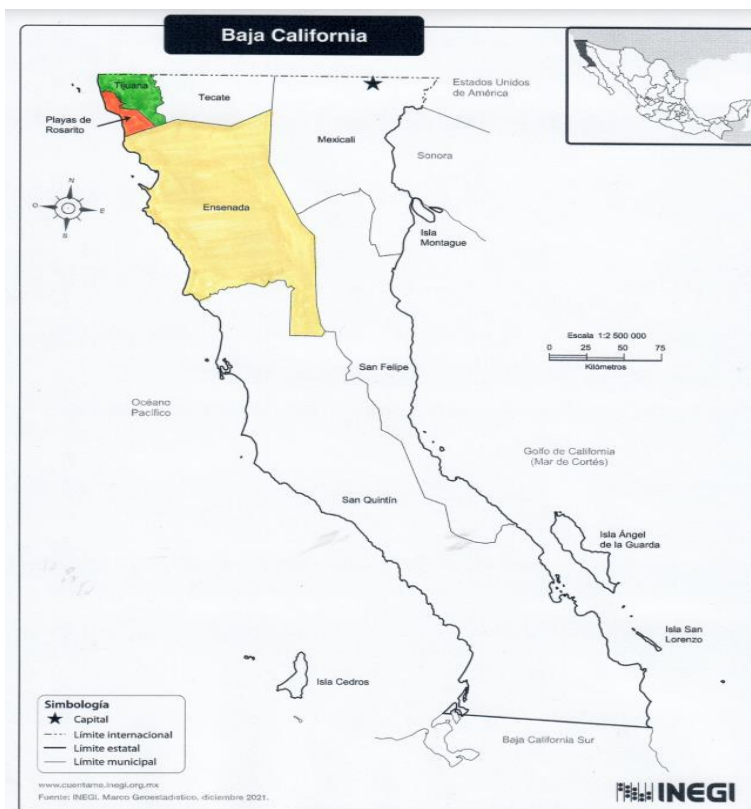 Baja California
Tijuana
Tecate
Estados Unidos
de América
Playas de
Rosarito
Mexicali
Sonora
N
O
E
S
Ensenada
Isla
Montague
Escala 1:2 500 000
0 25 50 75
Kilómetros
San Felipe
Océano
Pacífico
Golfo de California
(Mar de Cortés)
San Quintín
Isla Ángel
de la Guarda
Isla San
Lorenzo
Isla Cedros
Simbología
Capital
Límite internacional
Límite estatal
Límite municipal
Baja California Sur
www.cuentame.inegi.org.mx
Fuente: INEGI. Marco Geoestadístico, diciembre 2021.
INEGI